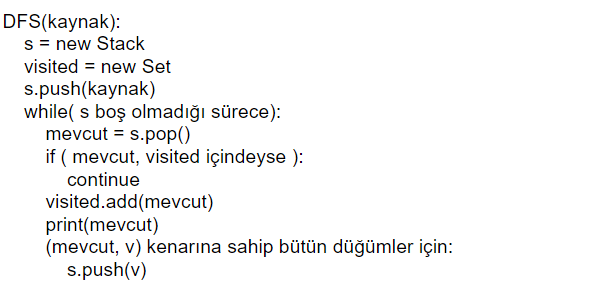 DFS(kaynak):
s = new Stack
visited = new Set
s.push(kaynak)
while( s boş olmadığı sürece):
mevcut = s.pop()
if ( mevcut, visited içindeyse ):
continue
visited.add(mevcut)
print(mevcut)
(mevcut, v) kenarına sahip bütün düğümler için:
s.push(v)